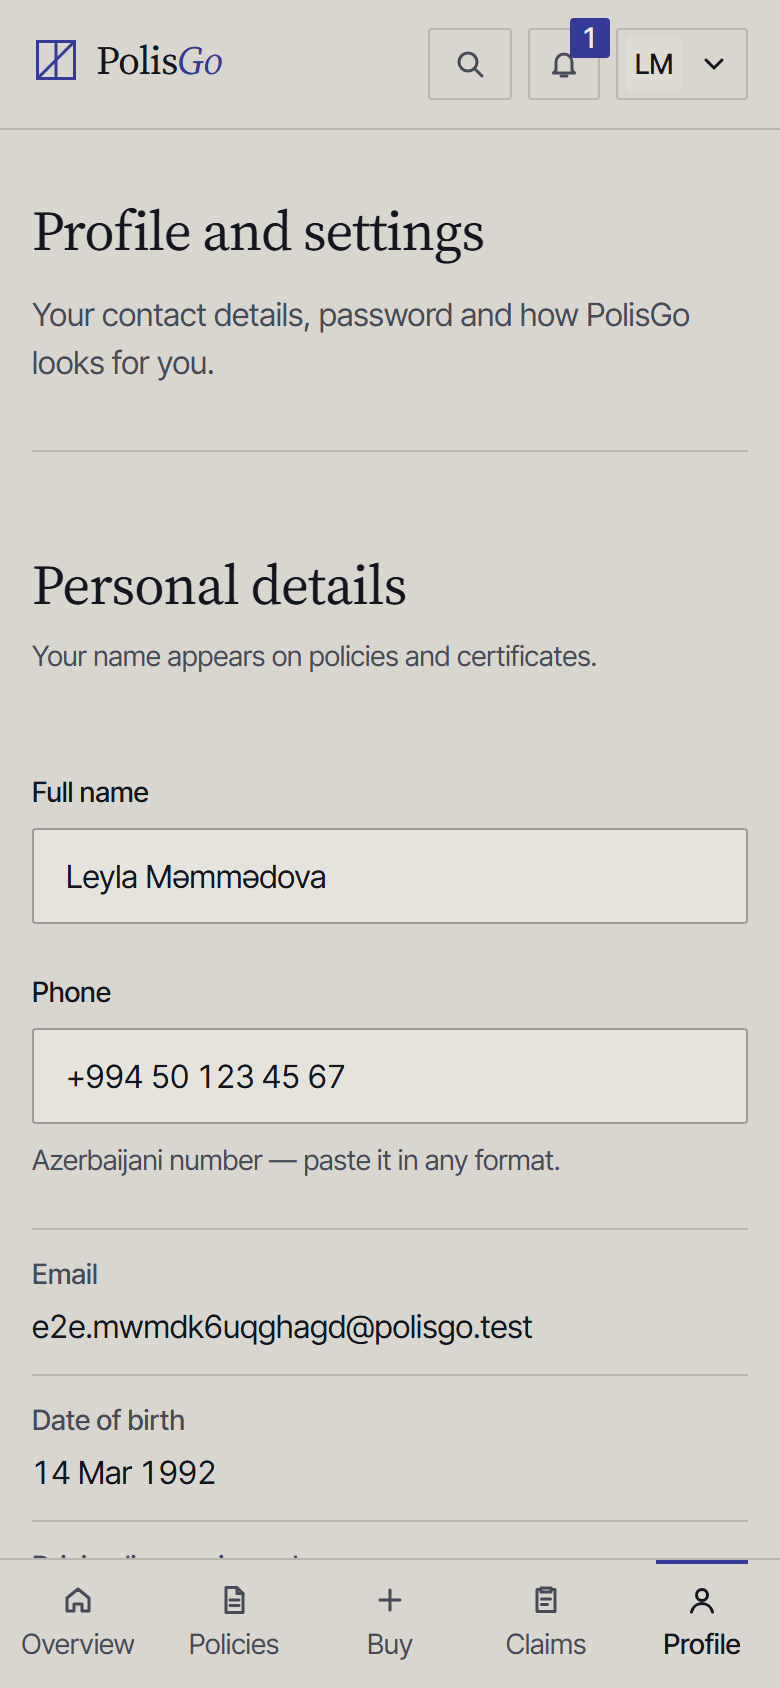 PolisGo
1
LM
Profile and settings
Your contact details, password and how PolisGo
looks for you.
Personal details
Your name appears on policies and certificates.
Full name
Leyla Məmmədova
Phone
+994 50 123 45 67
Azerbaijani number — paste it in any format.
Email
e2e.mwmdk6uqghagd@polisgo.test
Date of birth
14 Mar 1992
Overview
Policies
Buy
Claims
Profile